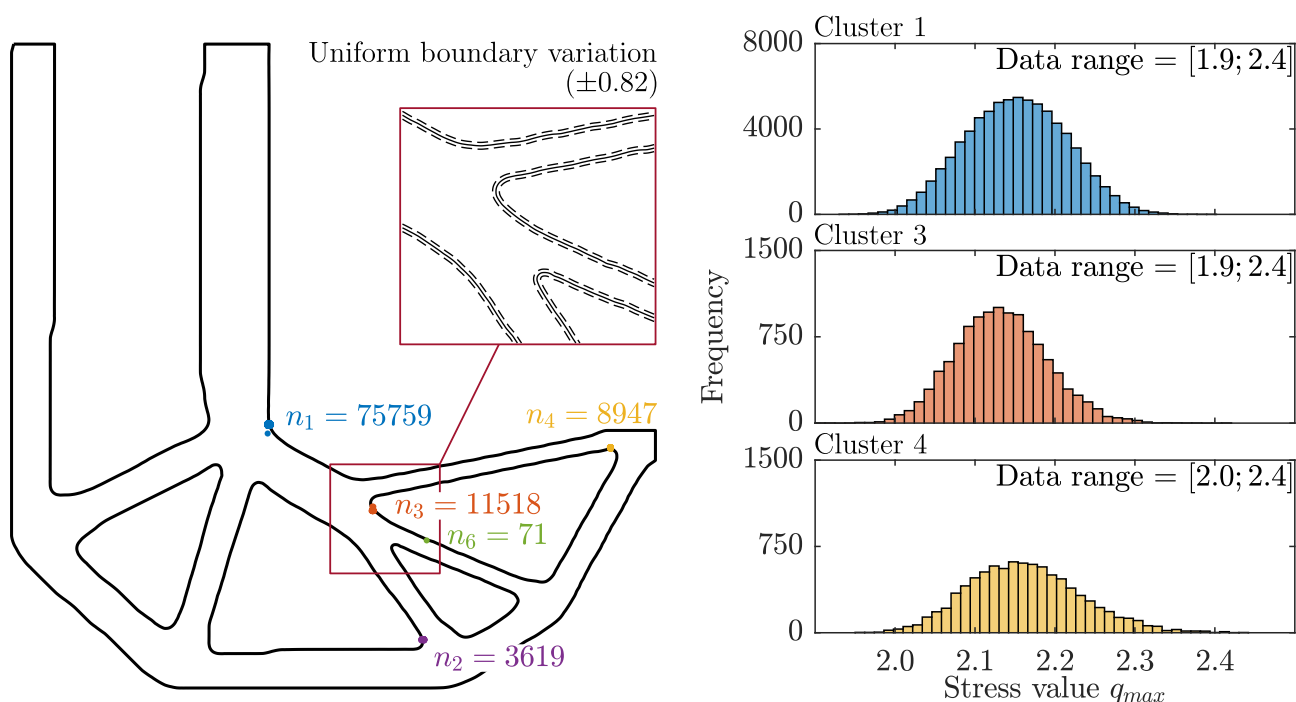 Uniform boundary variation
(±0.82)
n₁ = 75759
n₄ = 8947
n₃ = 11518
n₆ = 71
n₂ = 3619
Cluster 1
Data range = [1.9; 2.4]
8000
4000
0
Cluster 3
Data range = [1.9; 2.4]
1500
750
0
Cluster 4
Data range = [2.0; 2.4]
1500
750
0
Frequency
2.0 2.1 2.2 2.3 2.4
Stress value qₘₐₓ